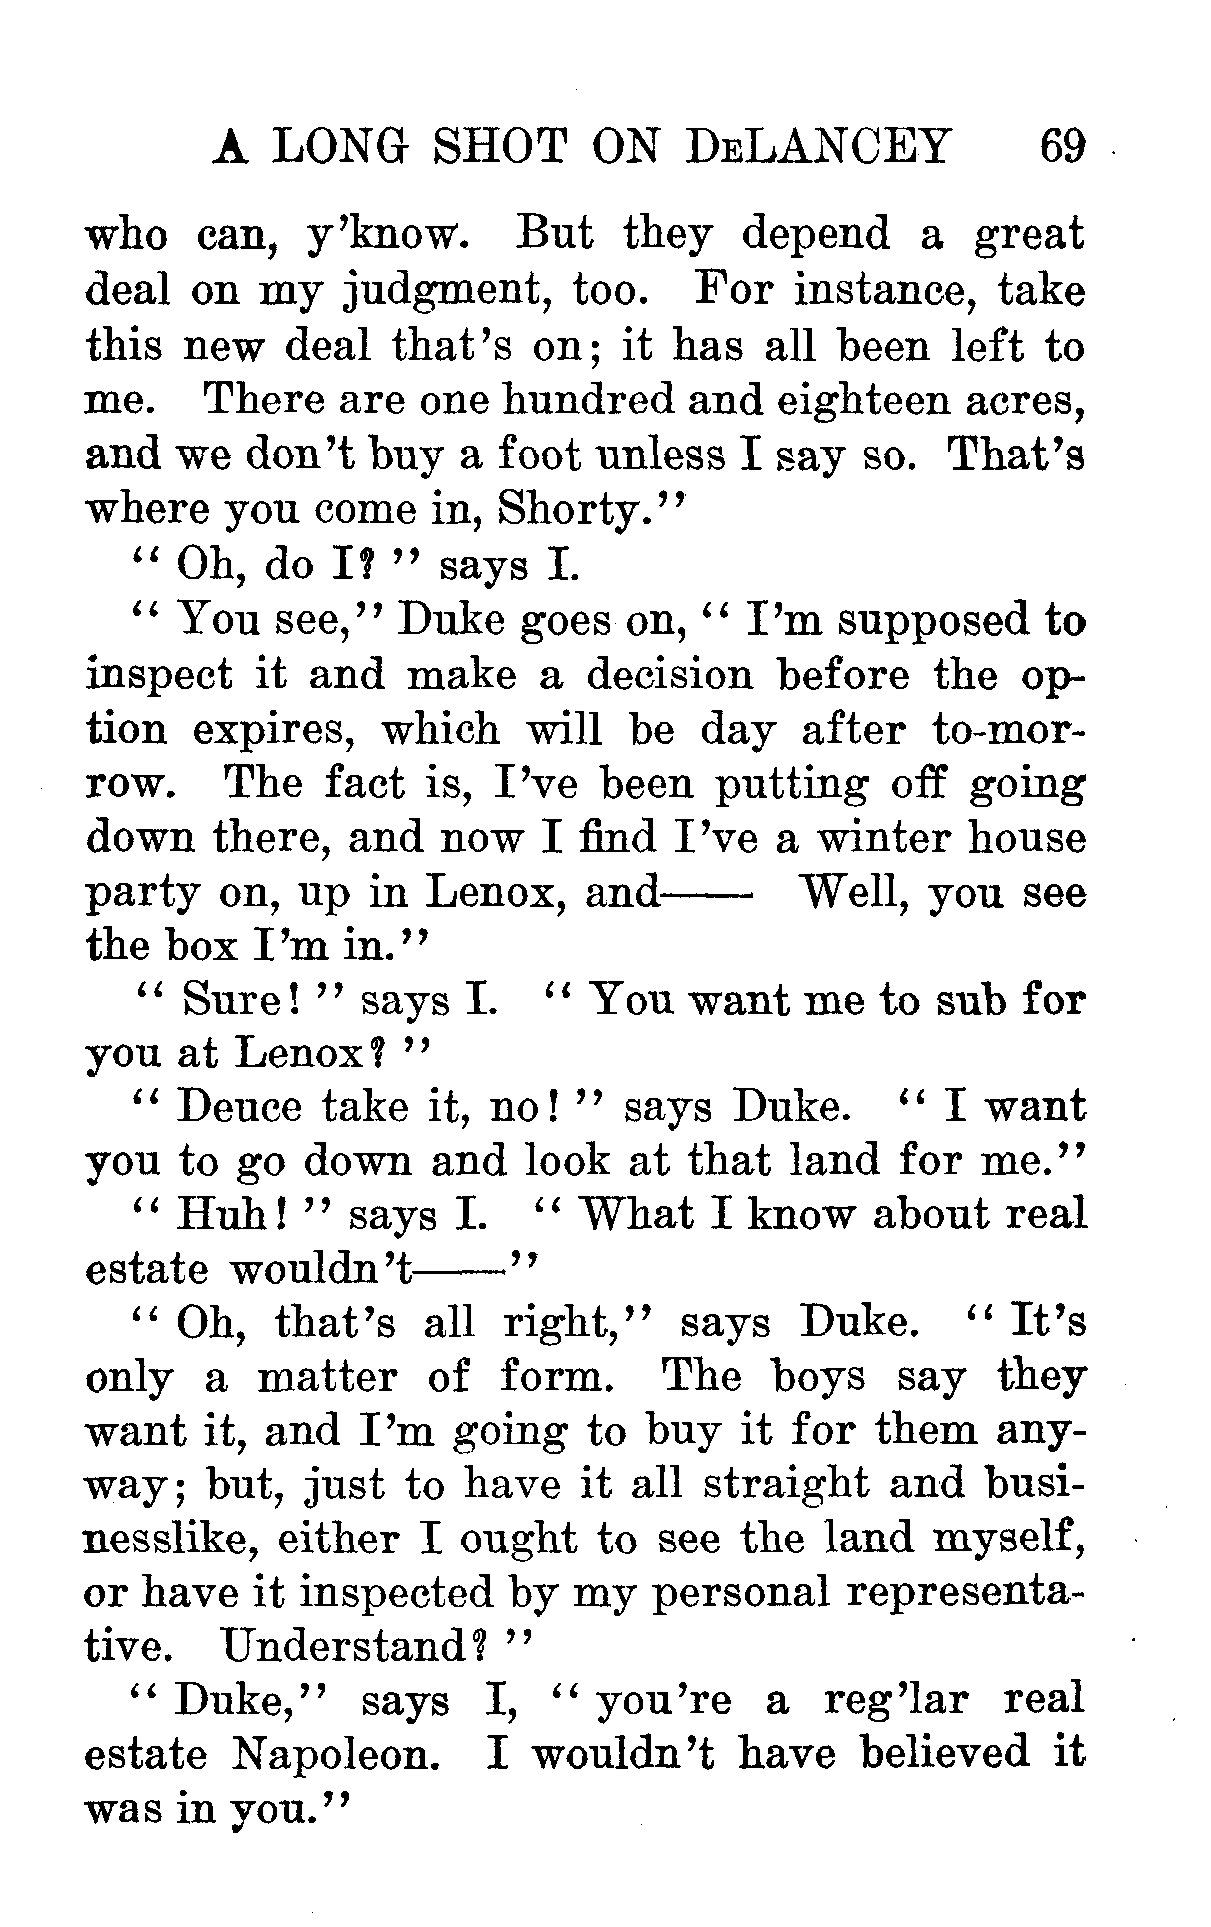 A LONG SHOT ON DELANCEY 69
who can, y'know. But they depend a great
deal on my judgment, too. For instance, take
this new deal that's on; it has all been left to
me. There are one hundred and eighteen acres,
and we don't buy a foot unless I say so. That's
where you come in, Shorty."
" Oh, do I? " says I.
" You see," Duke goes on, " I'm supposed to
inspect it and make a decision before the op-
tion expires, which will be day after to-mor-
row. The fact is, I've been putting off going
down there, and now I find I've a winter house
party on, up in Lenox, and—— Well, you see
the box I'm in."
" Sure! " says I. " You want me to sub for
you at Lenox? "
" Deuce take it, no! " says Duke. " I want
you to go down and look at that land for me."
" Huh! " says I. " What I know about real
estate wouldn't——"
" Oh, that's all right," says Duke. " It's
only a matter of form. The boys say they
want it, and I'm going to buy it for them any-
way; but, just to have it all straight and busi-
nesslike, either I ought to see the land myself,
or have it inspected by my personal representa-
tive. Understand? "
" Duke," says I, " you're a reg'lar real
estate Napoleon. I wouldn't have believed it
was in you."